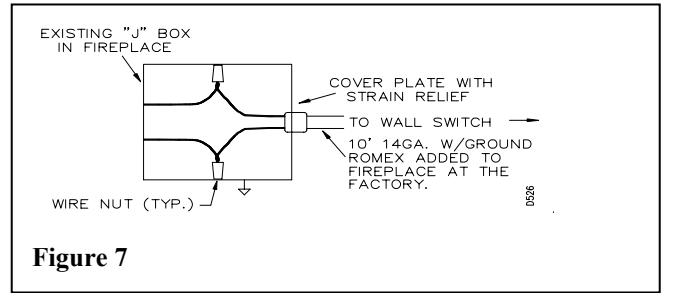 EXISTING "J" BOX
IN FIREPLACE
COVER PLATE WITH
STRAIN RELIEF
TO WALL SWITCH
10' 14GA. W/GROUND
ROMEX ADDED TO
FIREPLACE AT THE
FACTORY.
WIRE NUT (TYP.)
D526
Figure 7